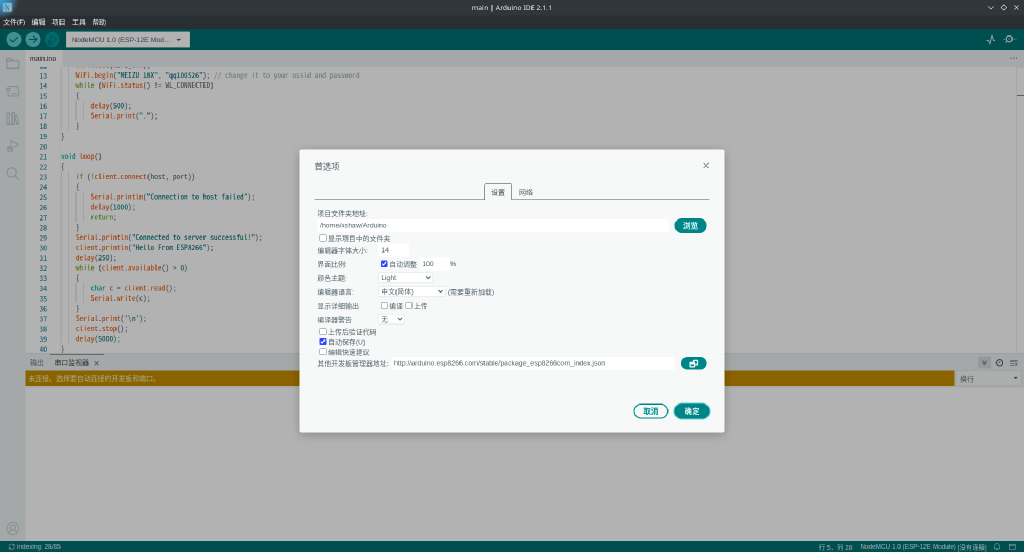 main | Arduino IDE 2.1.1
文件(F) 编辑 项目 工具 帮助
NodeMCU 1.0 (ESP-12E Mod...
main.ino
13 WiFi.begin("MEIZU 18X", "qq100526"); // change it to your ussid and password
14 while (WiFi.status() != WL_CONNECTED)
15 {
16 delay(500);
17 Serial.print(".");
18 }
19 }
20
21 void loop()
22 {
23 if (!client.connect(host, port))
24 {
25 Serial.println("Connection to host failed");
26 delay(1000);
27 return;
28 }
29 Serial.println("Connected to server successful!");
30 client.println("Hello From ESP8266");
31 delay(250);
32 while (client.available() > 0)
33 {
34 char c = client.read();
35 Serial.write(c);
36 }
37 Serial.print('\n');
38 client.stop();
39 delay(5000);
40 }
首选项
设置 网络
项目文件夹地址:
/home/xshaw/Arduino
浏览
显示项目中的文件夹
编辑器字体大小: 14
界面比例: 自动调整 100 %
颜色主题: Light
编辑器语言: 中文(简体) (需要重新加载)
显示详细输出 编译 上传
编译器警告 无
上传后验证代码
自动保存(U)
编辑快速建议
其他开发板管理器地址: http://arduino.esp8266.com/stable/package_esp8266com_index.json
取消 确定
输出 串口监视器
未连接。选择要自动连接的开发板和端口。
换行
indexing: 28/85
行 5，列 28 NodeMCU 1.0 (ESP-12E Module) [没有连接]